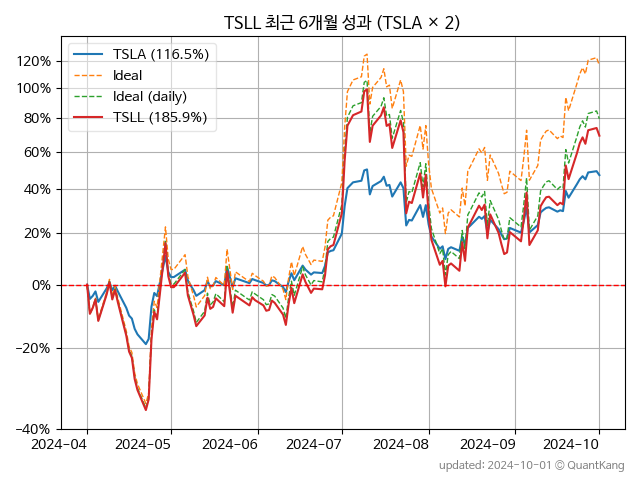 TSLL 최근 6개월 성과 (TSLA × 2)
TSLA (116.5%)
Ideal
Ideal (daily)
TSLL (185.9%)
120%
100%
80%
60%
40%
20%
0%
−20%
−40%
2024−04 2024−05 2024−06 2024−07 2024−08 2024−09 2024−10
updated: 2024−10−01 © QuantKang